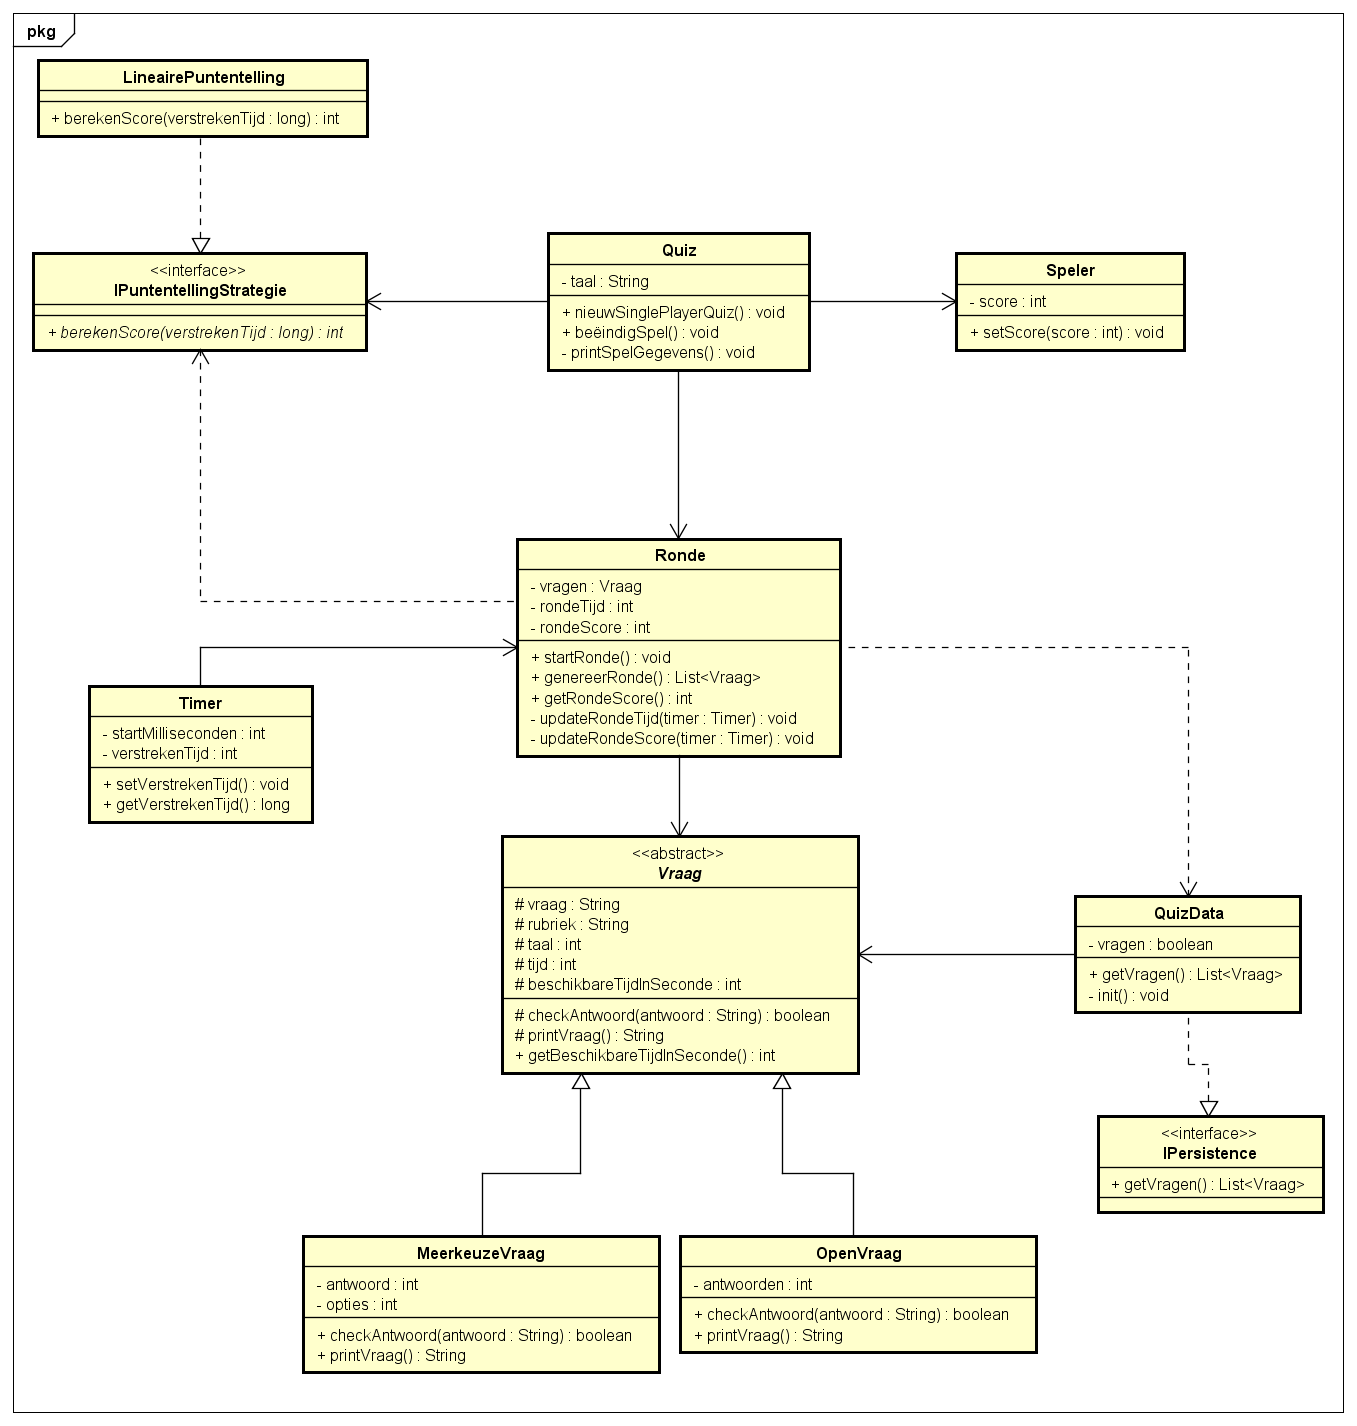 pkg
LineairePuntentelling
+ berekenScore(verstrekenTijd : long) : int
<<interface>>
IPuntentellingStrategie
+ berekenScore(verstrekenTijd : long) : int
Quiz
- taal : String
+ nieuwSinglePlayerQuiz() : void
+ beëindigSpel() : void
- printSpelGegevens() : void
Speler
- score : int
+ setScore(score : int) : void
Ronde
- vragen : Vraag
- rondeTijd : int
- rondeScore : int
+ startRonde() : void
+ genereerRonde() : List<Vraag>
+ getRondeScore() : int
- updateRondeTijd(timer : Timer) : void
- updateRondeScore(timer : Timer) : void
Timer
- startMilliseconden : int
- verstrekenTijd : int
+ setVerstrekenTijd() : void
+ getVerstrekenTijd() : long
<<abstract>>
Vraag
# vraag : String
# rubriek : String
# taal : int
# tijd : int
# beschikbareTijdInSeconde : int
# checkAntwoord(antwoord : String) : boolean
# printVraag() : String
+ getBeschikbareTijdInSeconde() : int
QuizData
- vragen : boolean
+ getVragen() : List<Vraag>
- init() : void
<<interface>>
IPersistence
+ getVragen() : List<Vraag>
MeerkeuzeVraag
- antwoord : int
- opties : int
+ checkAntwoord(antwoord : String) : boolean
+ printVraag() : String
OpenVraag
- antwoorden : int
+ checkAntwoord(antwoord : String) : boolean
+ printVraag() : String